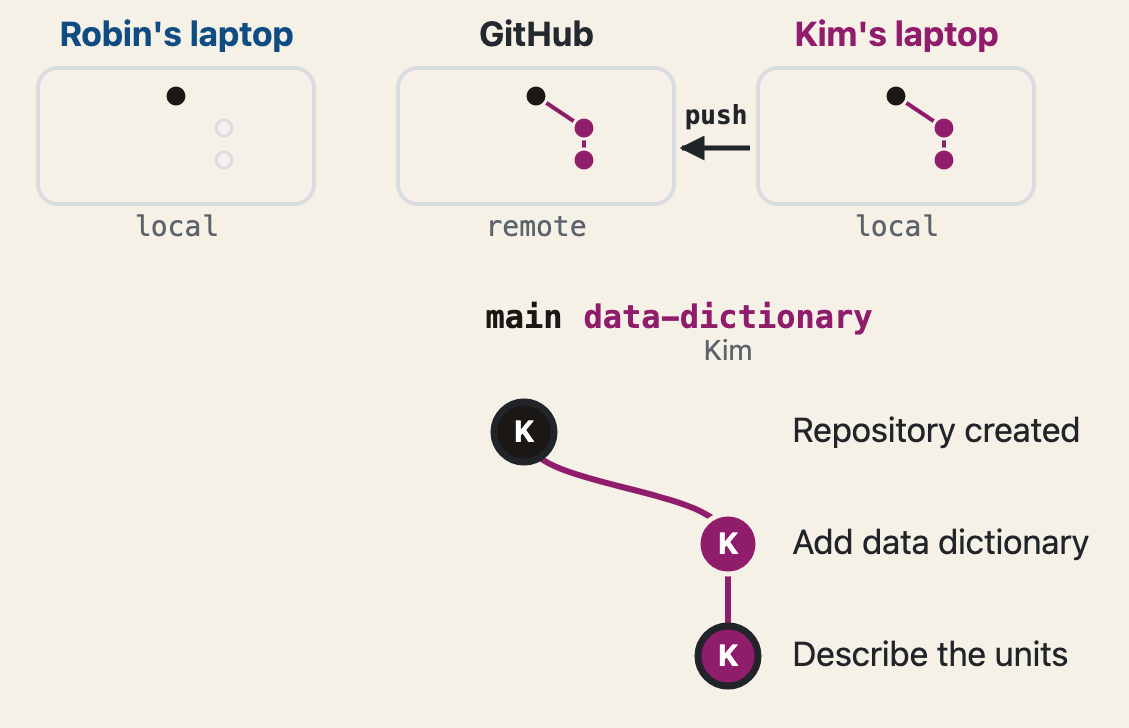 Robin's laptop
GitHub
Kim's laptop
push
local
remote
local
main data-dictionary
Kim
K
Repository created
K
Add data dictionary
K
Describe the units